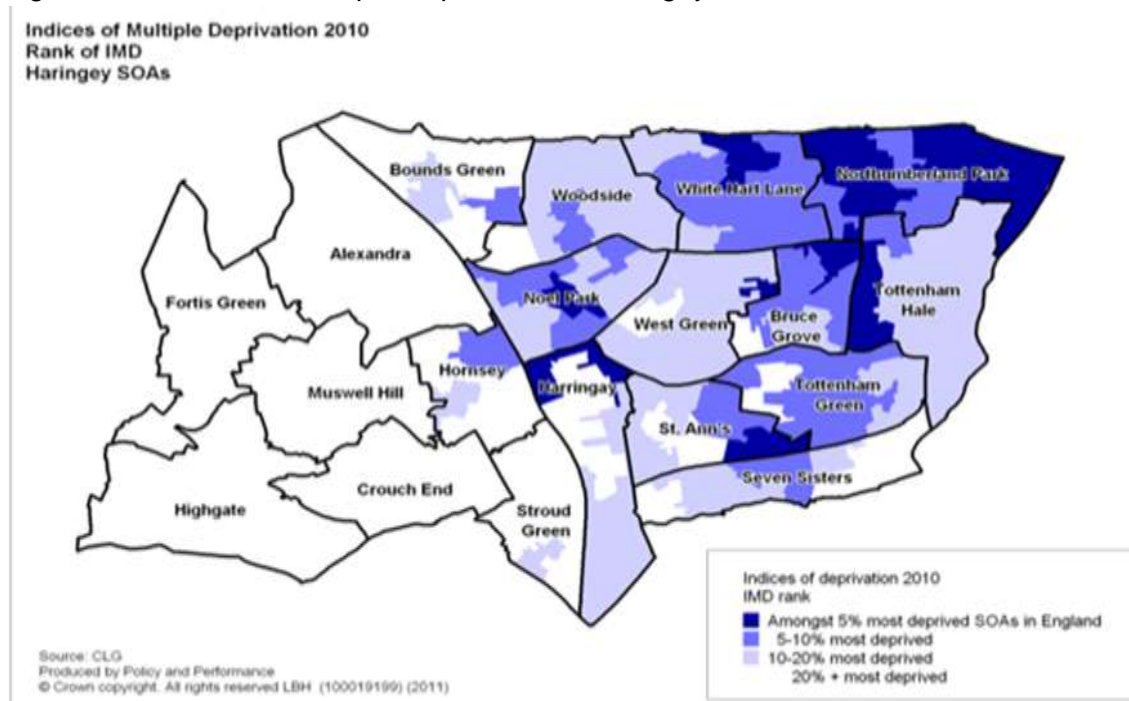 Indices of Multiple Deprivation 2010
Rank of IMD
Haringey SOAs
Bounds Green
Woodside
White Hart Lane
Northumberland Park
Alexandra
Fortis Green
Noel Park
West Green
Bruce
Grove
Tottenham
Hale
Hornsey
Harringay
Muswell Hill
Tottenham
Green
St. Ann's
Seven Sisters
Crouch End
Highgate
Stroud
Green
Indices of deprivation 2010
IMD rank
Amongst 5% most deprived SOAs in England
5-10% most deprived
10-20% most deprived
20% + most deprived
Source: CLG
Produced by Policy and Performance
© Crown copyright. All rights reserved LBH (100019199) (2011)